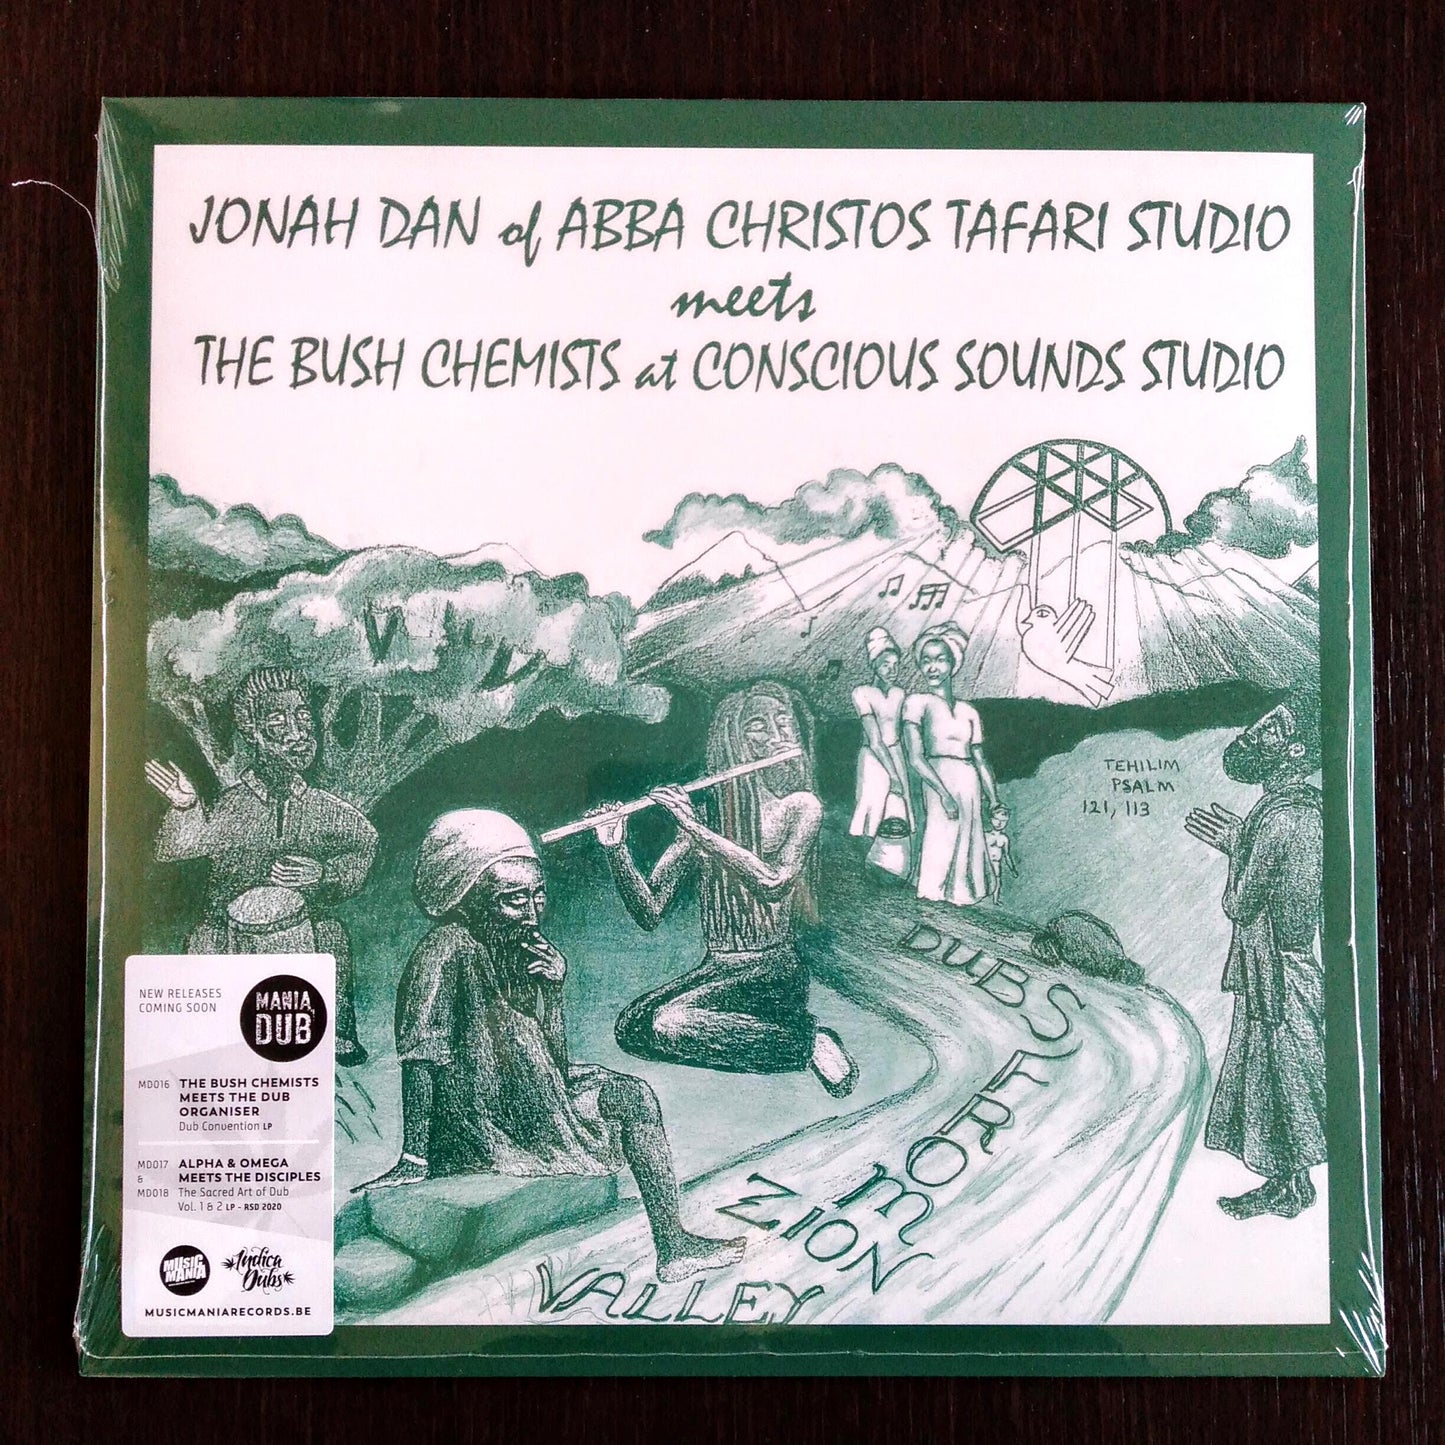 JONAH DAN of ABBA CHRISTOS TAFARI STUDIO
meets
THE BUSH CHEMISTS at CONSCIOUS SOUNDS STUDIO
TEHILIM
PSALM
121, 113
DUBS FROM
ZION
VALLEY
NEW RELEASES
COMING SOON
MANIA
DUB
MD016 THE BUSH CHEMISTS
MEETS THE DUB
ORGANISER
Dub Convention LP
MD017 ALPHA & OMEGA
& MEETS THE DISCIPLES
MD018 The Sacred Art of Dub
Vol. 1 & 2 LP - RSD 2020
MUSIC
MANIA
Indica
Dubs
MUSICMANIARECORDS.BE